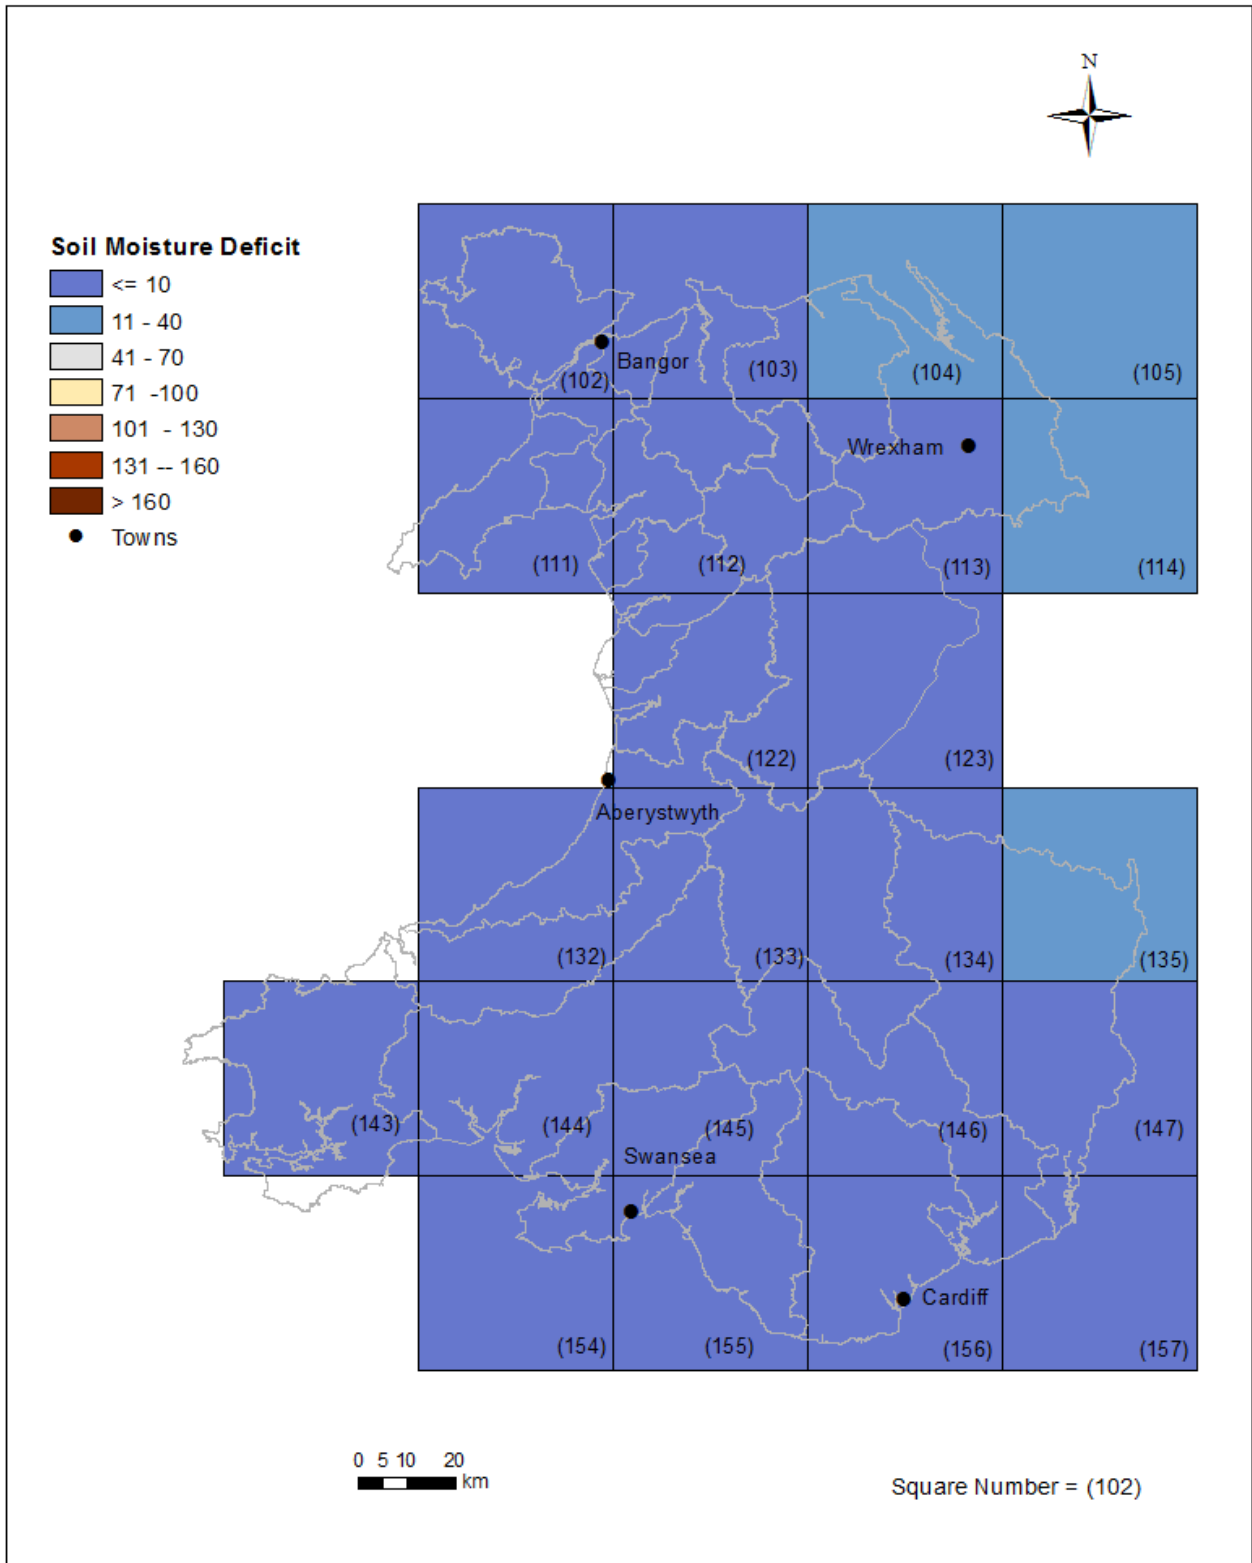 N
Soil Moisture Deficit
<= 10
11 - 40
41 - 70
71 -100
101 - 130
131 -- 160
> 160
Towns
Bangor
(102)
(103)
(104)
(105)
Wrexham
(111)
(112)
(113)
(114)
(122)
(123)
Aberystwyth
(132)
(133)
(134)
(135)
(143)
(144)
(145)
(146)
(147)
Swansea
Cardiff
(154)
(155)
(156)
(157)
0 5 10 20
km
Square Number = (102)